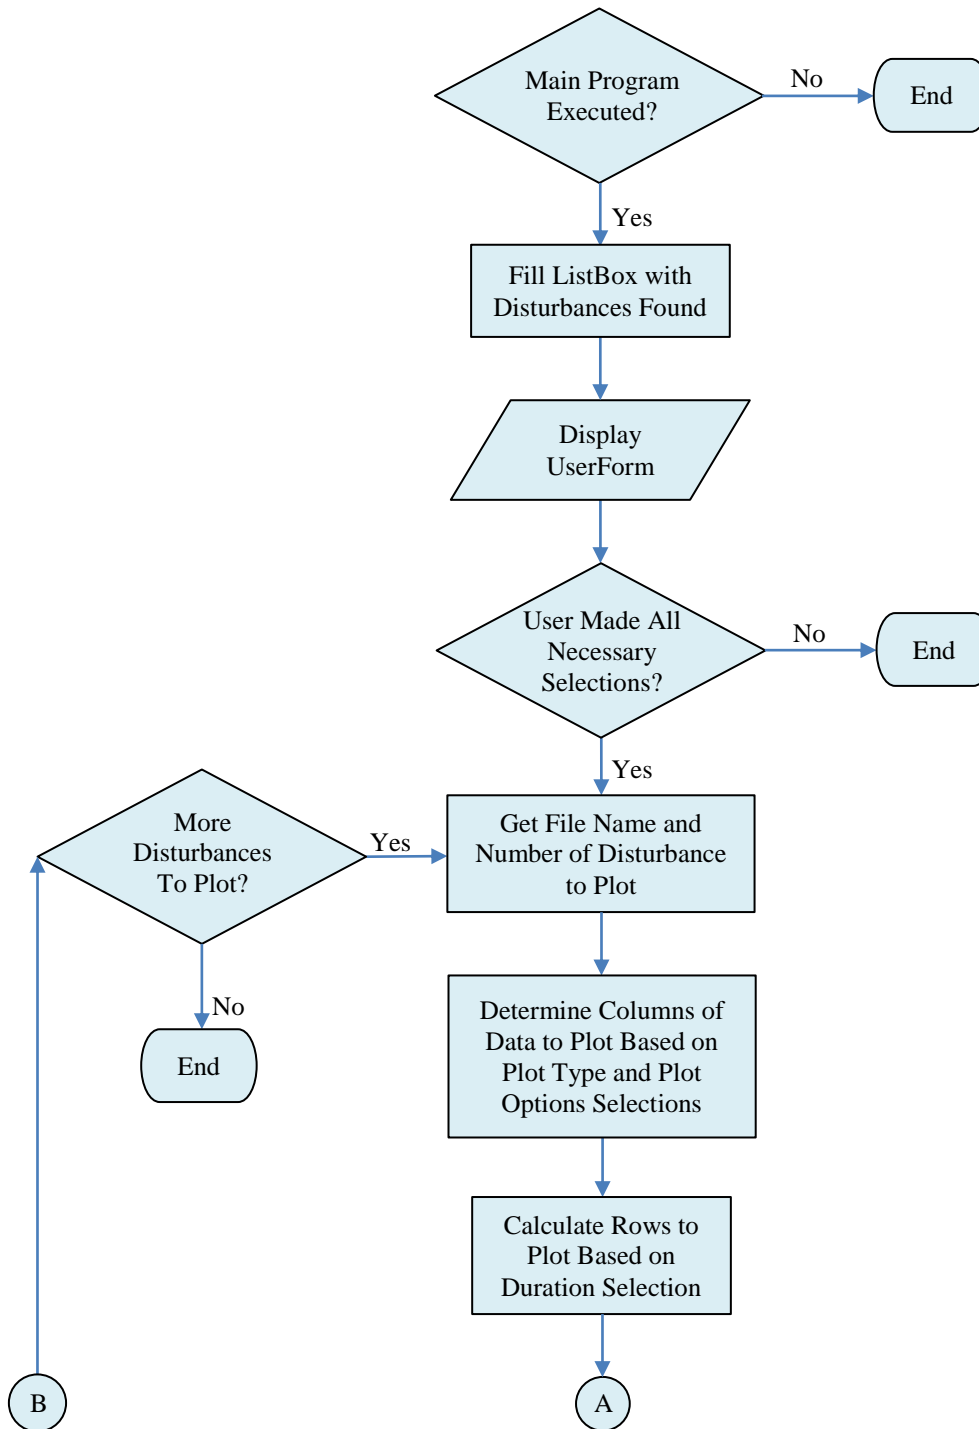 Main Program
Executed?
No
End
Yes
Fill ListBox with
Disturbances Found
Display
UserForm
User Made All
Necessary
Selections?
No
End
Yes
More
Disturbances
To Plot?
Yes
Get File Name and
Number of Disturbance
to Plot
No
End
Determine Columns of
Data to Plot Based on
Plot Type and Plot
Options Selections
Calculate Rows to
Plot Based on
Duration Selection
B
A